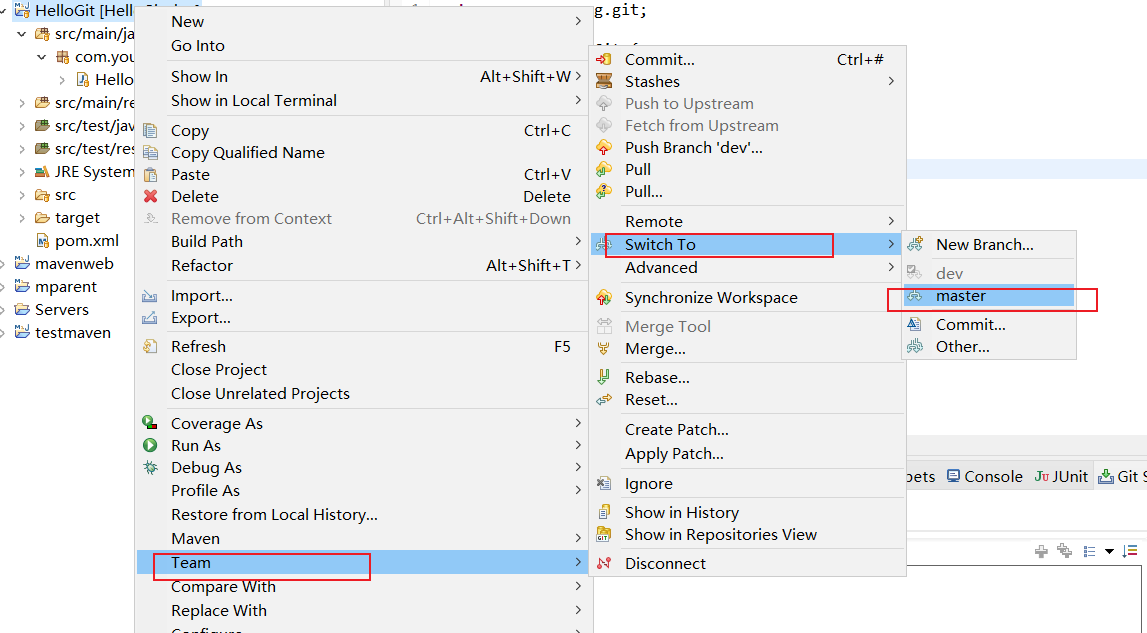 HelloGit [Hell
src/main/ja
com.you
Hello
src/main/re
src/test/jav
src/test/res
JRE System
src
target
pom.xml
mavenweb
mparent
Servers
testmaven
g.git;
New
Go Into
Show In Alt+Shift+W
Show in Local Terminal
Copy Ctrl+C
Copy Qualified Name
Paste Ctrl+V
Delete Delete
Remove from Context Ctrl+Alt+Shift+Down
Build Path
Refactor Alt+Shift+T
Import...
Export...
Refresh F5
Close Project
Close Unrelated Projects
Coverage As
Run As
Debug As
Profile As
Restore from Local History...
Maven
Team
Compare With
Replace With
Configure
Commit... Ctrl+#
Stashes
Push to Upstream
Fetch from Upstream
Push Branch 'dev'...
Pull
Pull...
Remote
Switch To
Advanced
Synchronize Workspace
Merge Tool
Merge...
Rebase...
Reset...
Create Patch...
Apply Patch...
Ignore
Show in History
Show in Repositories View
Disconnect
New Branch...
dev
master
Commit...
Other...
pets Console JUnit Git S